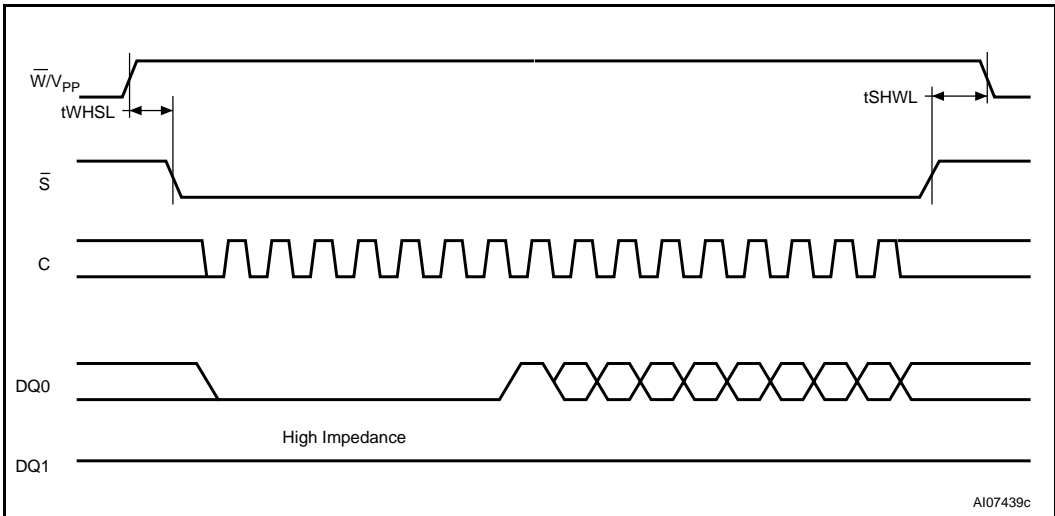 W̅/VPP
tWHSL
tSHWL
S̅
C
DQ0
High Impedance
DQ1
AI07439c